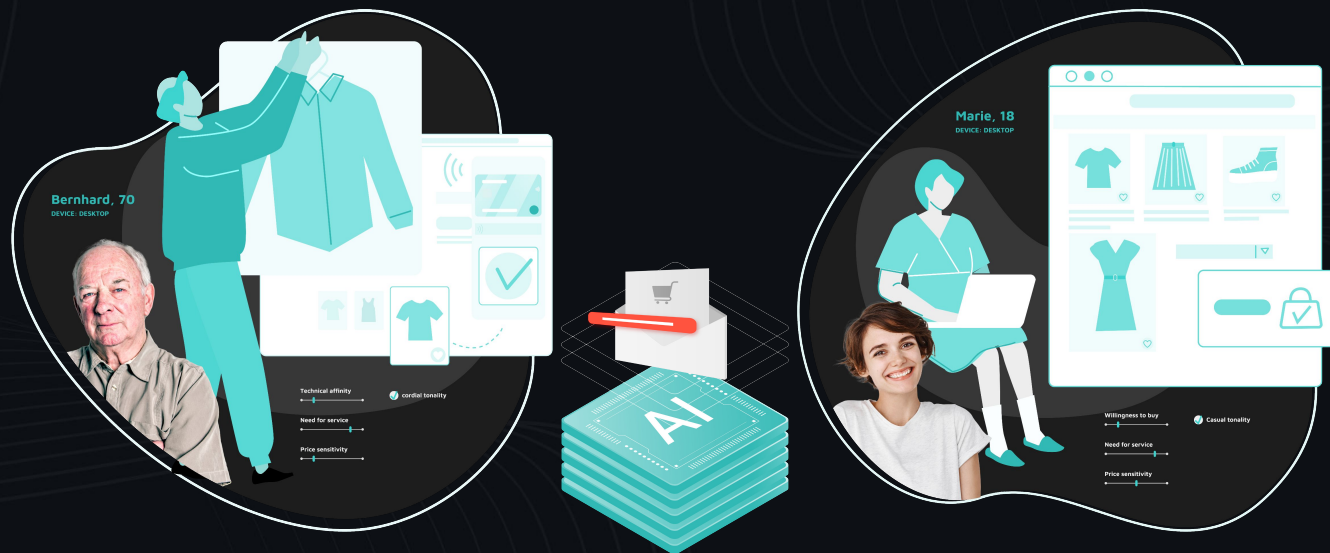 Bernhard, 70
DEVICE: DESKTOP
Technical affinity
cordial tonality
Need for service
Price sensitivity
AI
Marie, 18
DEVICE: DESKTOP
Willingness to buy
Casual tonality
Need for service
Price sensitivity